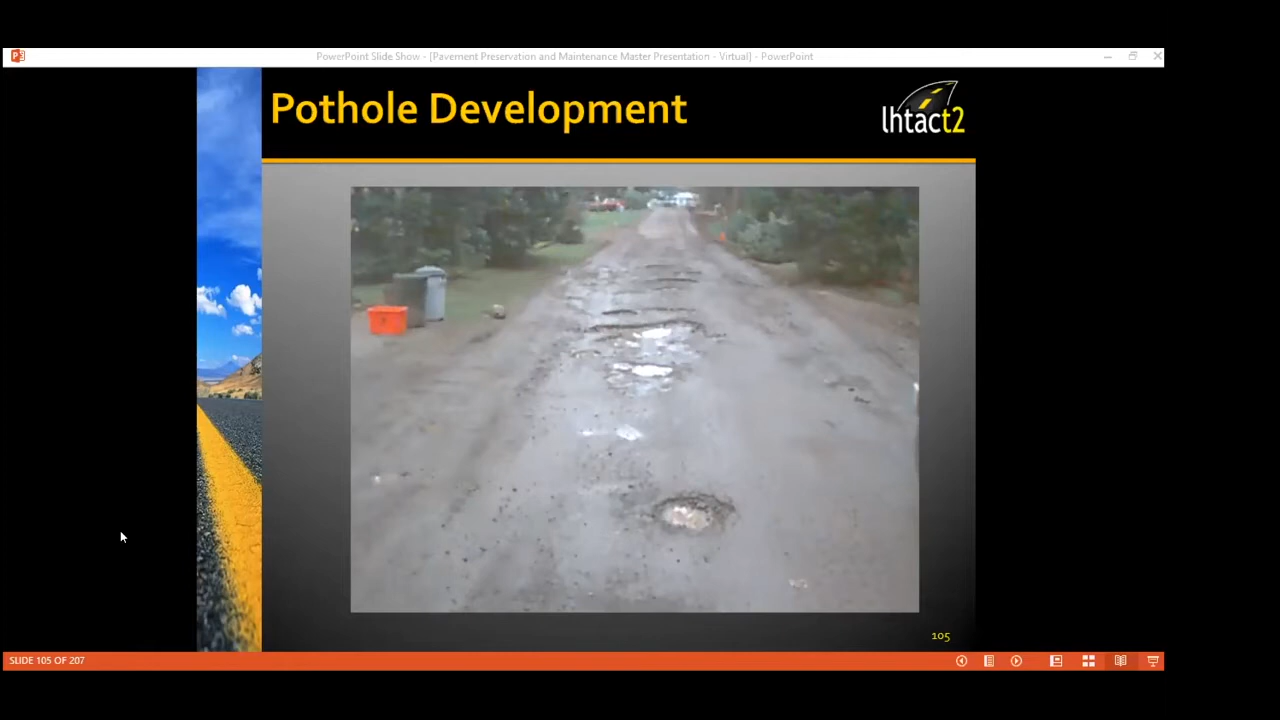 PowerPoint Slide Show - [Pavement Preservation and Maintenance Master Presentation - Virtual] - PowerPoint
Pothole Development
lhtact2
105
SLIDE 105 OF 207